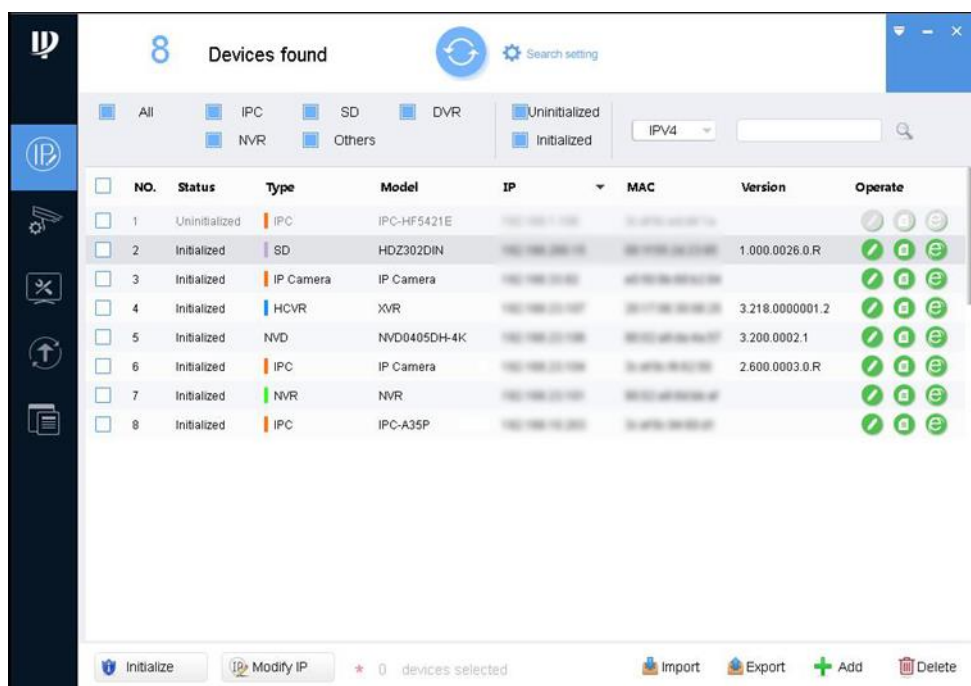 8 Devices found Search setting
All IPC SD DVR Uninitialized
NVR Others Initialized IPV4
IP
NO. Status Type Model IP MAC Version Operate
1 Uninitialized IPC IPC-HF5421E
2 Initialized SD HDZ302DIN 1.000.0026.0.R
3 Initialized IP Camera IP Camera
4 Initialized HCVR XVR 3.218.0000001.2
5 Initialized NVD NVD0405DH-4K 3.200.0002.1
6 Initialized IPC IP Camera 2.600.0003.0.R
7 Initialized NVR NVR
8 Initialized IPC IPC-A35P
Initialize Modify IP * 0 devices selected Import Export Add Delete